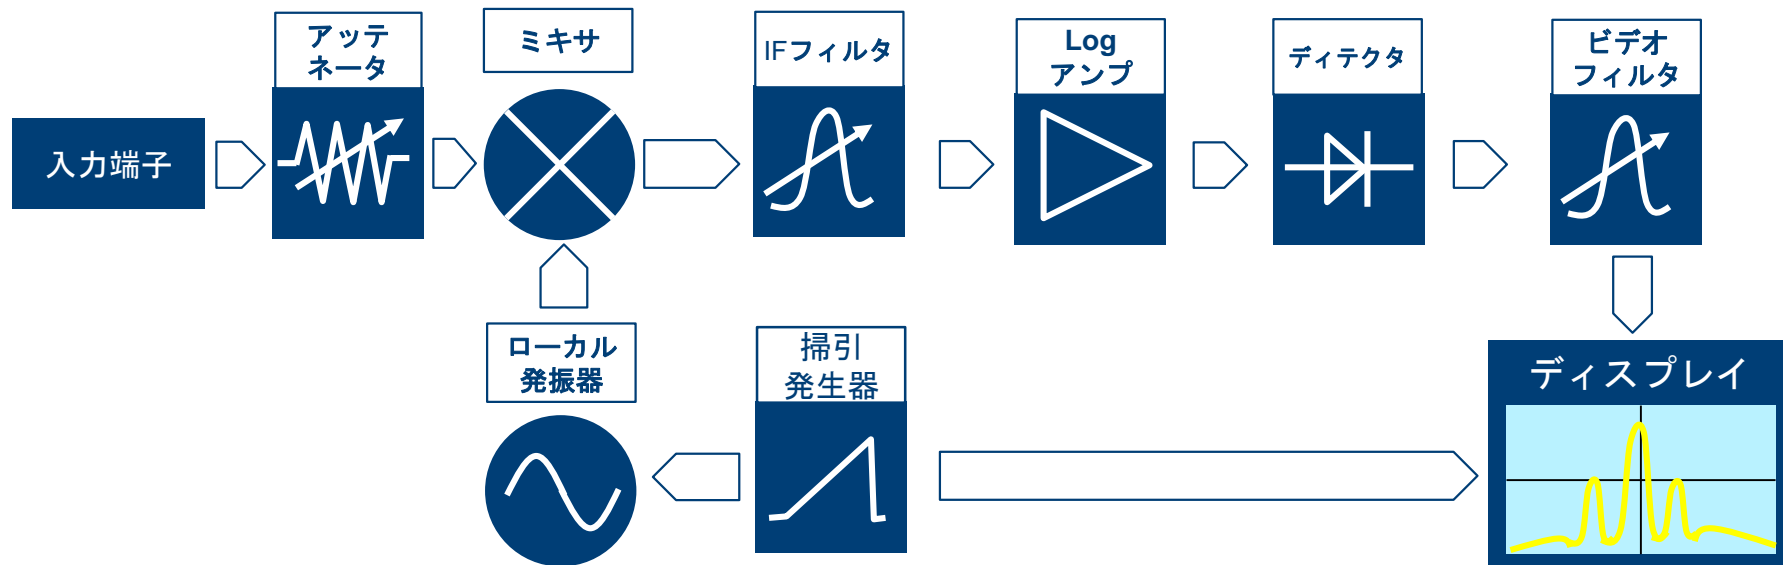 入力端子
アッテ
ネータ
ミキサ
IFフィルタ
Log
アンプ
ディテクタ
ビデオ
フィルタ
ローカル
発振器
掃引
発生器
ディスプレイ